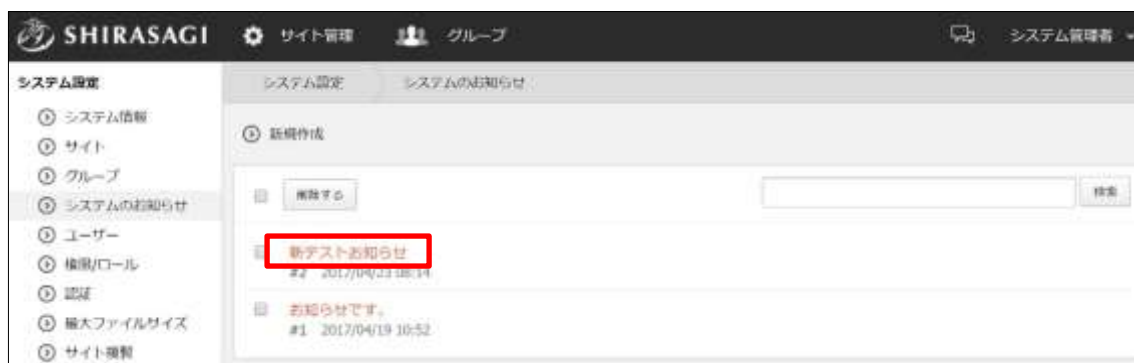 SHIRASAGI サイト管理 グループ システム管理者
システム設定
システム設定 システムのお知らせ
システム情報
サイト
グループ
システムのお知らせ
ユーザー
権限/ロール
認証
最大ファイルサイズ
サイト複製
新規作成
削除する 検索
新テストお知らせ
#2 2017/04/23 08:14
お知らせです。
#1 2017/04/19 10:52